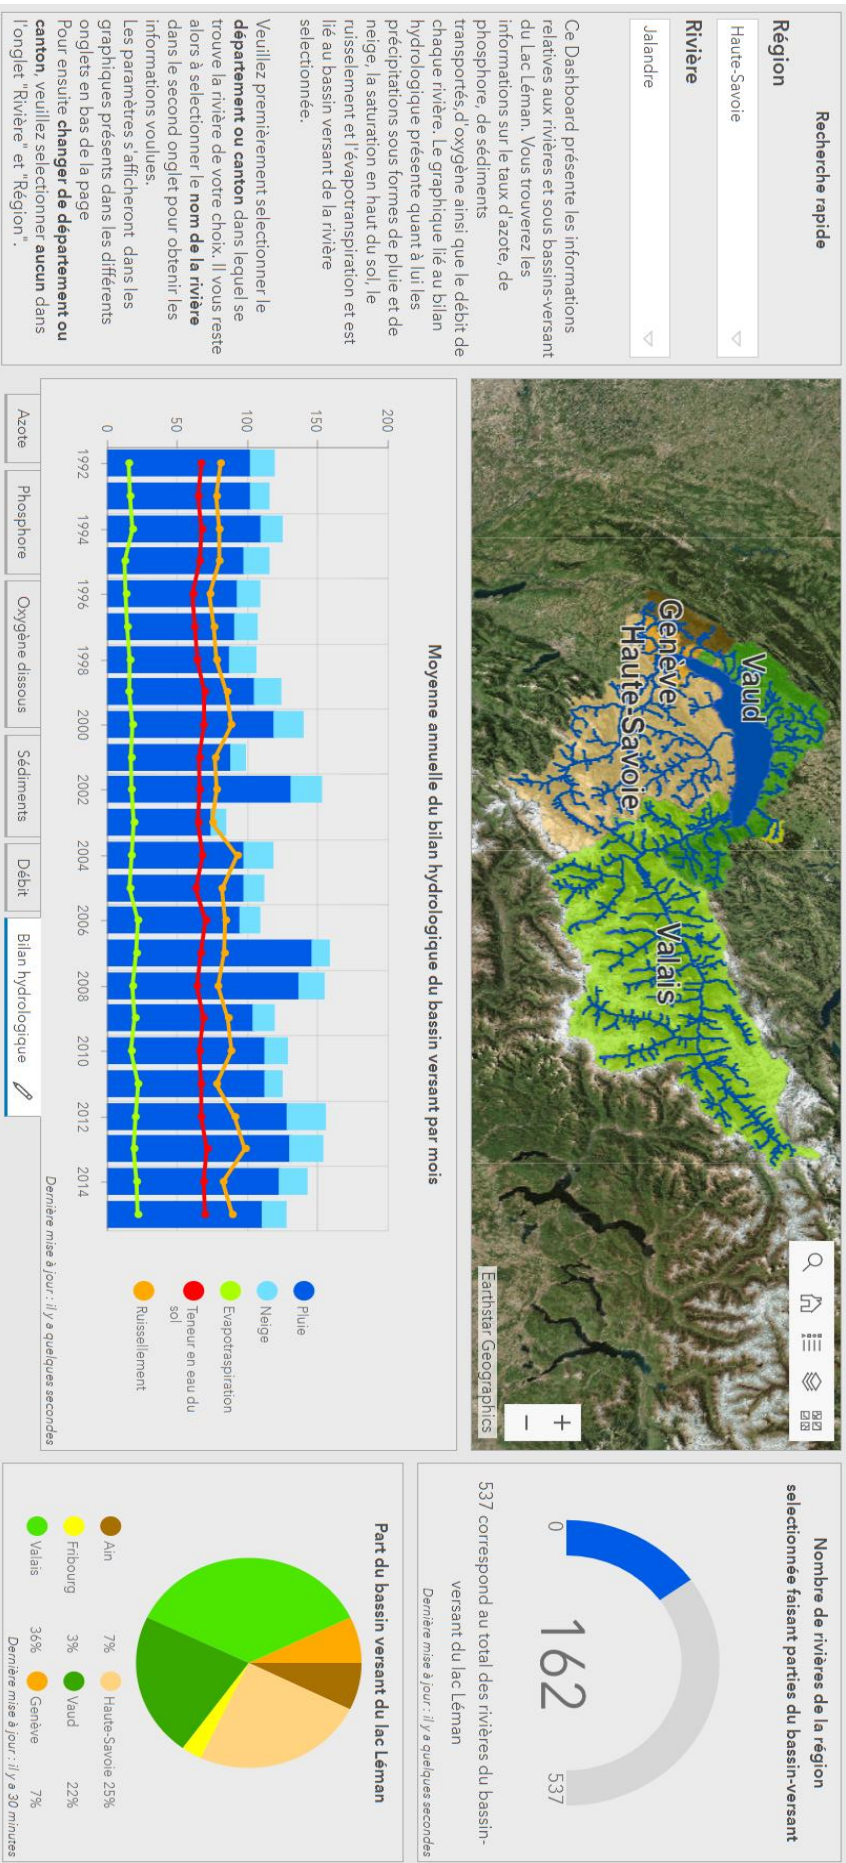 Recherche rapide
Région
Haute-Savoie
Rivière
Jalandre
Ce Dashboard présente les informations
relatives aux rivières et sous bassins-versant
du Lac Léman. Vous trouverez les
informations sur le taux d'azote, de
phosphore, de sédiments
transportés,d'oxygène ainsi que le débit de
chaque rivière. Le graphique lié au bilan
hydrologique présente quant à lui les
précipitations sous formes de pluie et de
neige, la saturation en haut du sol, le
ruisselement et l'évapotranspiration et est
lié au bassin versant de la rivière
selectionnée.
Veuillez premièrement selectionner le
département ou canton dans lequel se
trouve la rivière de votre choix. Il vous reste
alors à selectionner le nom de la rivière
dans le second onglet pour obtenir les
informations voulues.
Les paramètres s'afficheront dans les
graphiques présents dans les différents
onglets en bas de la page
Pour ensuite changer de département ou
canton, veuillez selectionner aucun dans
l'onglet "Rivière" et "Région".
Vaud
Genève
Haute-Savoie
Valais
+
−
Earthstar Geographics
Moyenne annuelle du bilan hydrologique du bassin versant par mois
200
150
100
50
0
1992 1994 1996 1998 2000 2002 2004 2006 2008 2010 2012 2014
Pluie
Neige
Evapotraspiration
Teneur en eau du
sol
Ruissellement
Dernière mise à jour : il y a quelques secondes
Azote Phosphore Oxygène dissous Sédiments Débit Bilan hydrologique
Nombre de rivières de la région
selectionnée faisant parties du bassin-versant
162
0 537
537 correspond au total des rivières du bassin-
versant du lac Léman
Dernière mise à jour : il y a quelques secondes
Part du bassin versant du lac Léman
Ain 7% Haute-Savoie 25%
Fribourg 3% Vaud 22%
Valais 36% Genève 7%
Dernière mise à jour : il y a 30 minutes